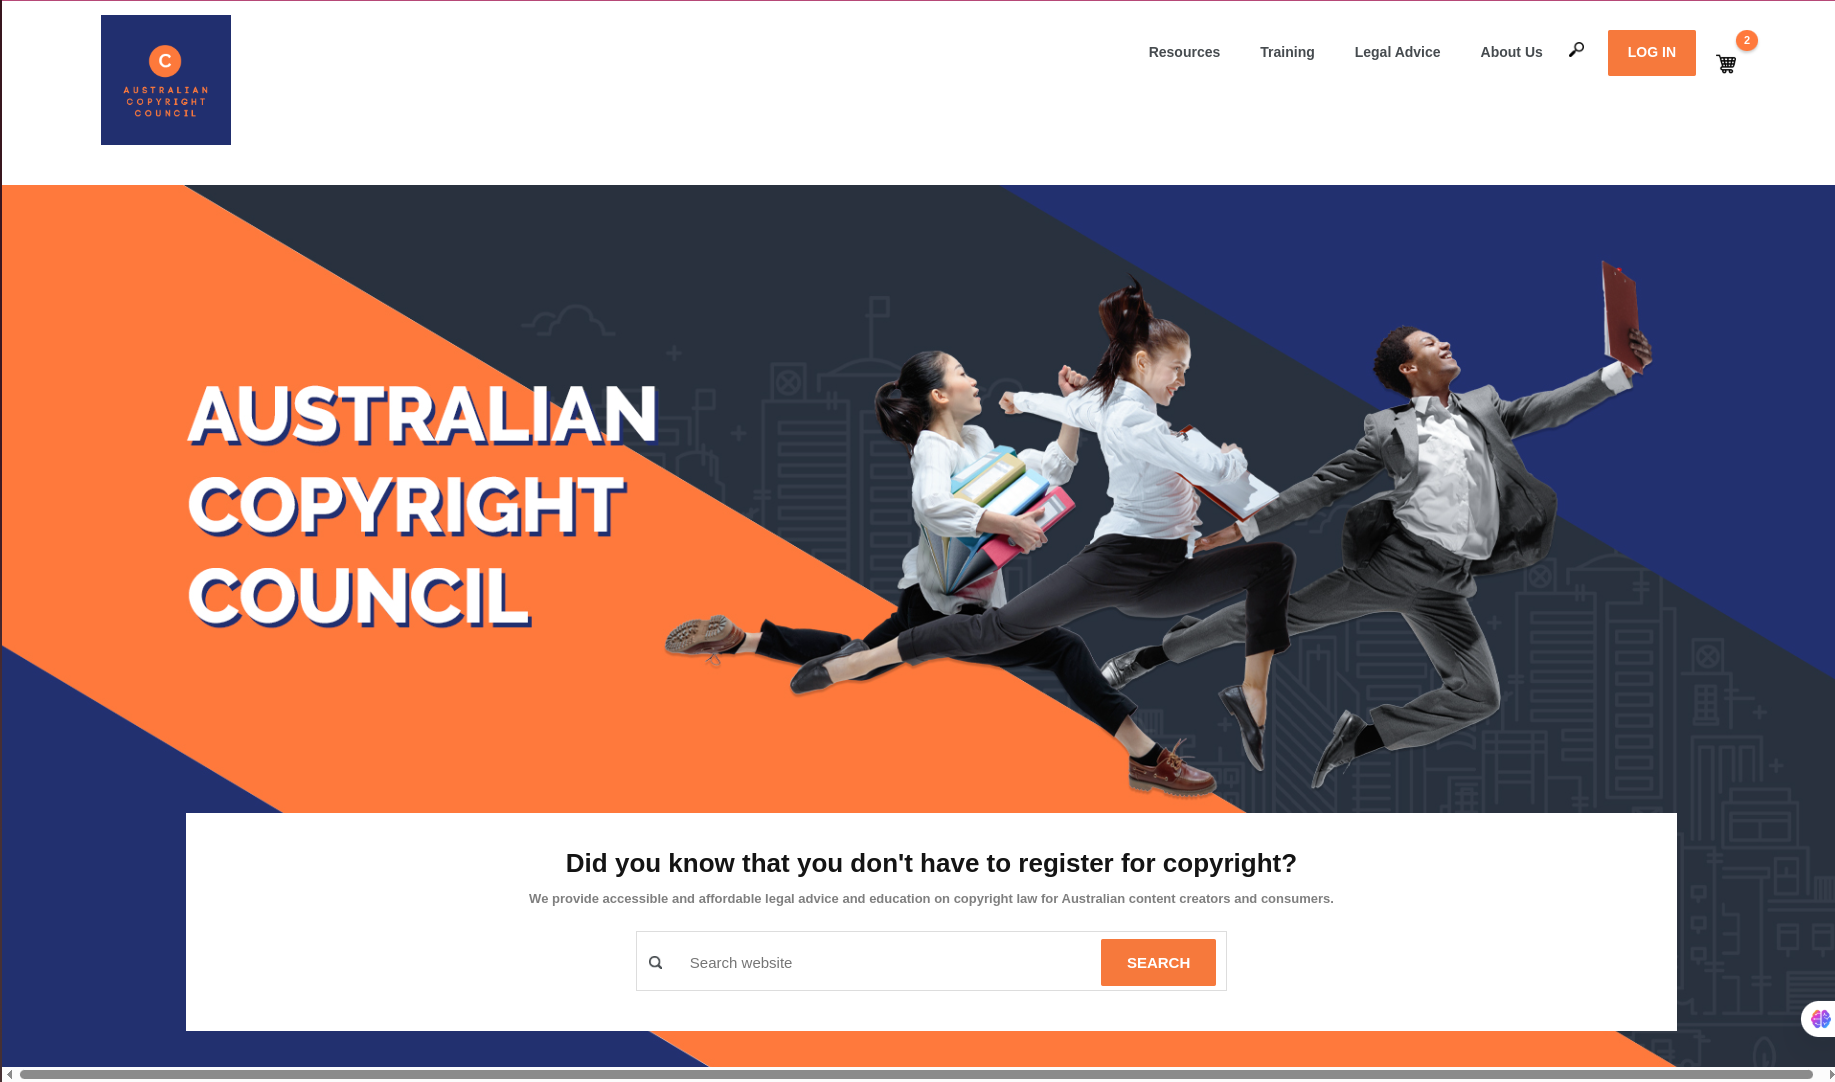 C
AUSTRALIAN
COPYRIGHT
COUNCIL
Resources Training Legal Advice About Us LOG IN 2
AUSTRALIAN
COPYRIGHT
COUNCIL
Did you know that you don't have to register for copyright?
We provide accessible and affordable legal advice and education on copyright law for Australian content creators and consumers.
Search website SEARCH